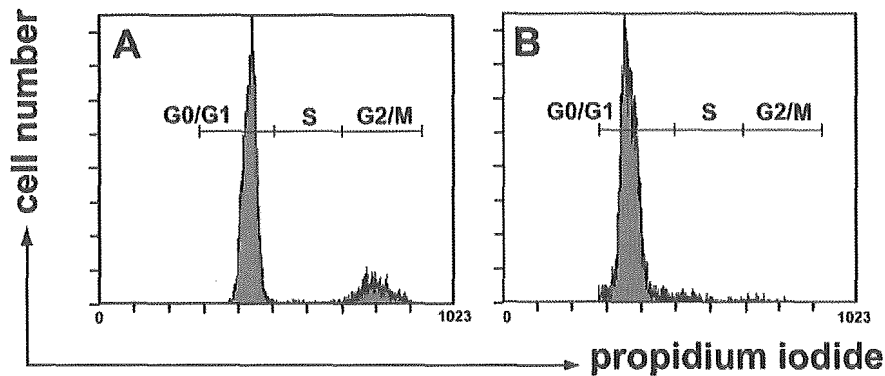 A
B
G0/G1 S G2/M
G0/G1 S G2/M
cell number
0 1023
0 1023
propidium iodide